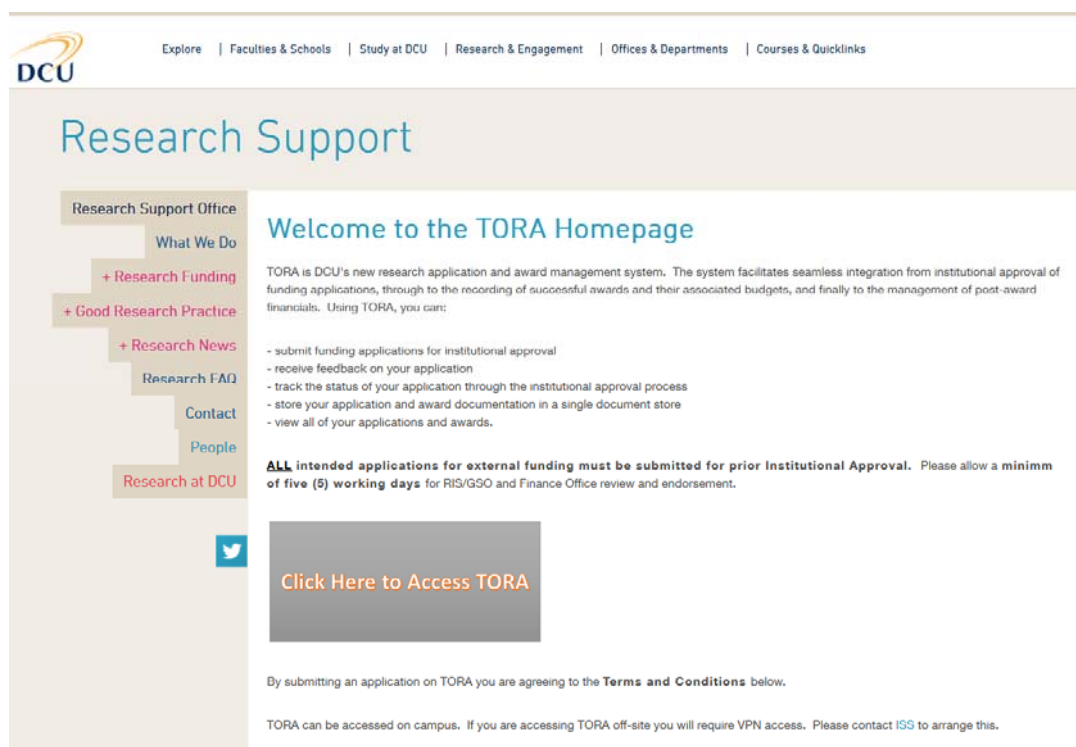 DCU
Explore | Faculties & Schools | Study at DCU | Research & Engagement | Offices & Departments | Courses & Quicklinks
Research Support
Research Support Office
What We Do
+ Research Funding
+ Good Research Practice
+ Research News
Research FAQ
Contact
People
Research at DCU
Welcome to the TORA Homepage
TORA is DCU's new research application and award management system. The system facilitates seamless integration from institutional approval of
funding applications, through to the recording of successful awards and their associated budgets, and finally to the management of post-award
financials. Using TORA, you can:
- submit funding applications for institutional approval
- receive feedback on your application
- track the status of your application through the institutional approval process
- store your application and award documentation in a single document store
- view all of your applications and awards.
ALL intended applications for external funding must be submitted for prior Institutional Approval. Please allow a minimm
of five (5) working days for RIS/GSO and Finance Office review and endorsement.
Click Here to Access TORA
By submitting an application on TORA you are agreeing to the Terms and Conditions below.
TORA can be accessed on campus. If you are accessing TORA off-site you will require VPN access. Please contact ISS to arrange this.